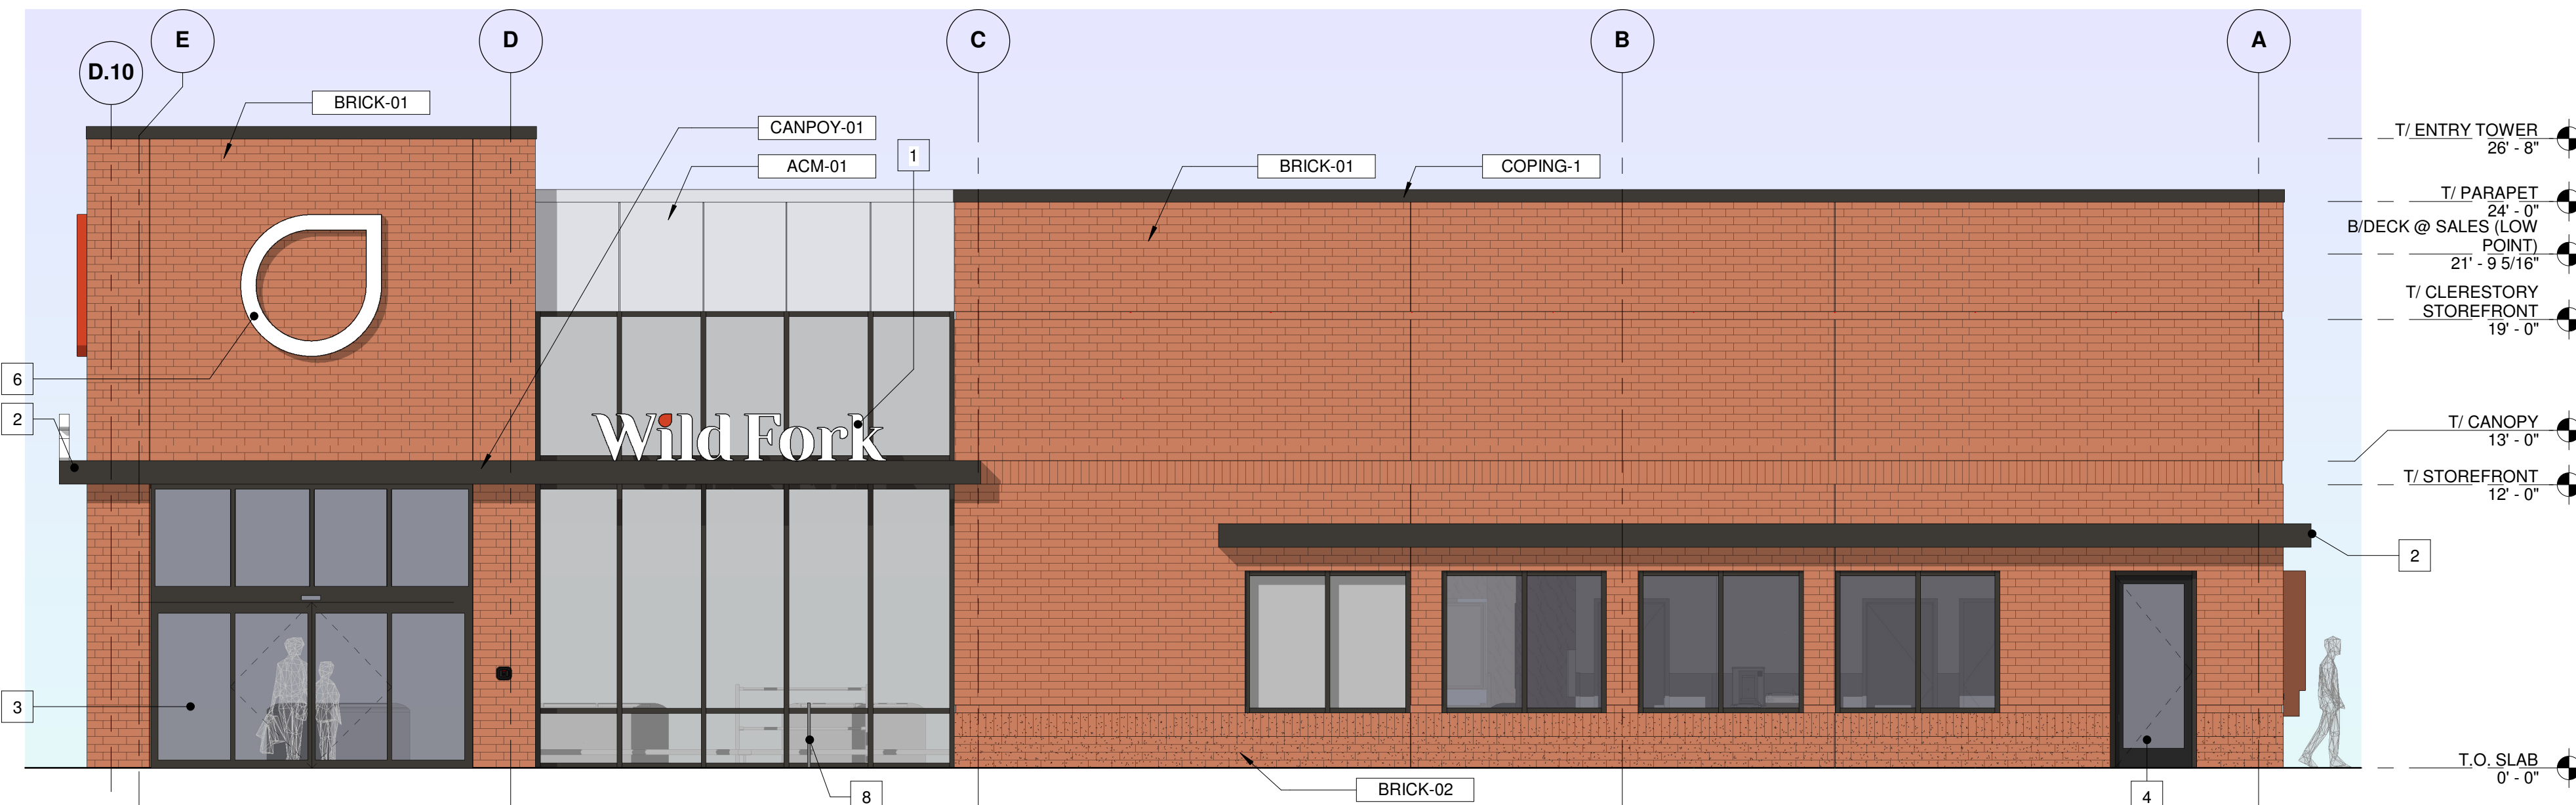 E
D
C
B
A
D.10
BRICK-01
CANPOY-01
ACM-01
1
BRICK-01
COPING-1
T/ ENTRY TOWER
26' - 8"
T/ PARAPET
24' - 0"
B/DECK @ SALES (LOW
POINT)
21' - 9 5/16"
T/ CLERESTORY
STOREFRONT
19' - 0"
6
2
Wild Fork
T/ CANOPY
13' - 0"
T/ STOREFRONT
12' - 0"
2
3
T.O. SLAB
0' - 0"
8
BRICK-02
4